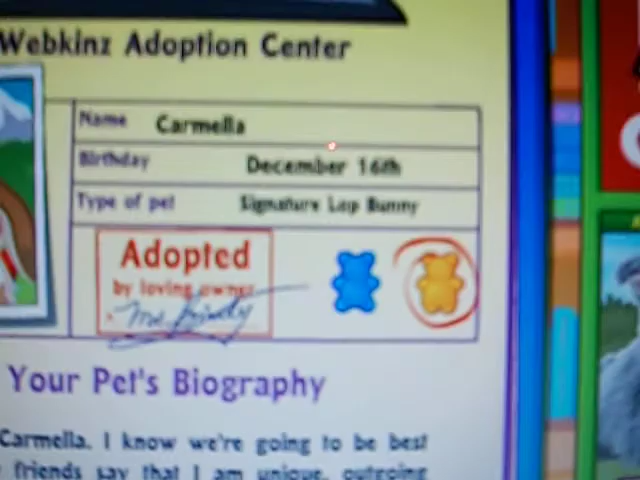 Webkinz Adoption Center
Name Carmella
Birthday December 16th
Type of pet Signature Lop Bunny
Adopted
by loving owner
Your Pet's Biography
Carmella. I know we're going to be best
friends say that I am unique, outgoing